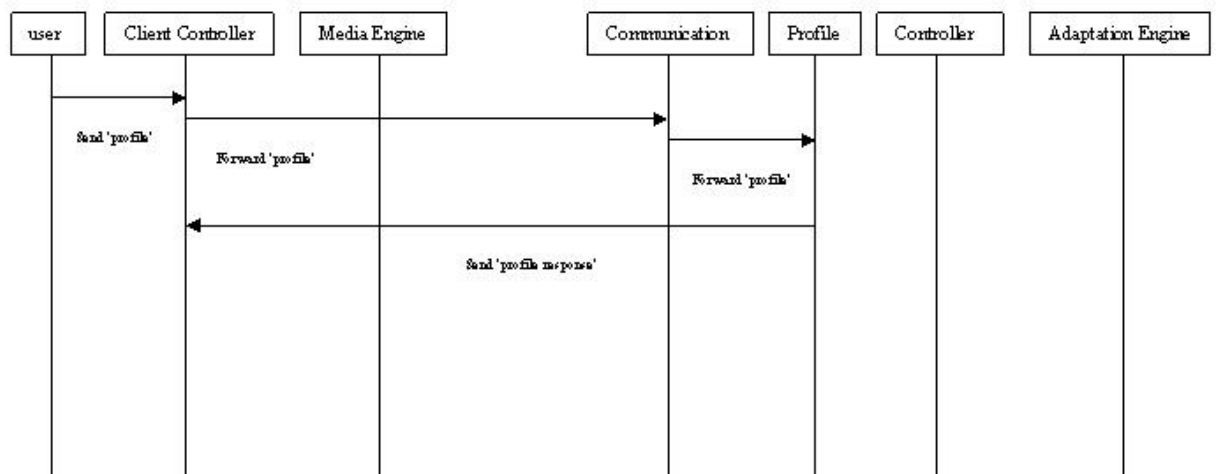 user
Client Controller
Media Engine
Communication
Profile
Controller
Adaptation Engine
Send 'profile'
Forward 'profile'
Forward 'profile'
Send 'profile response'